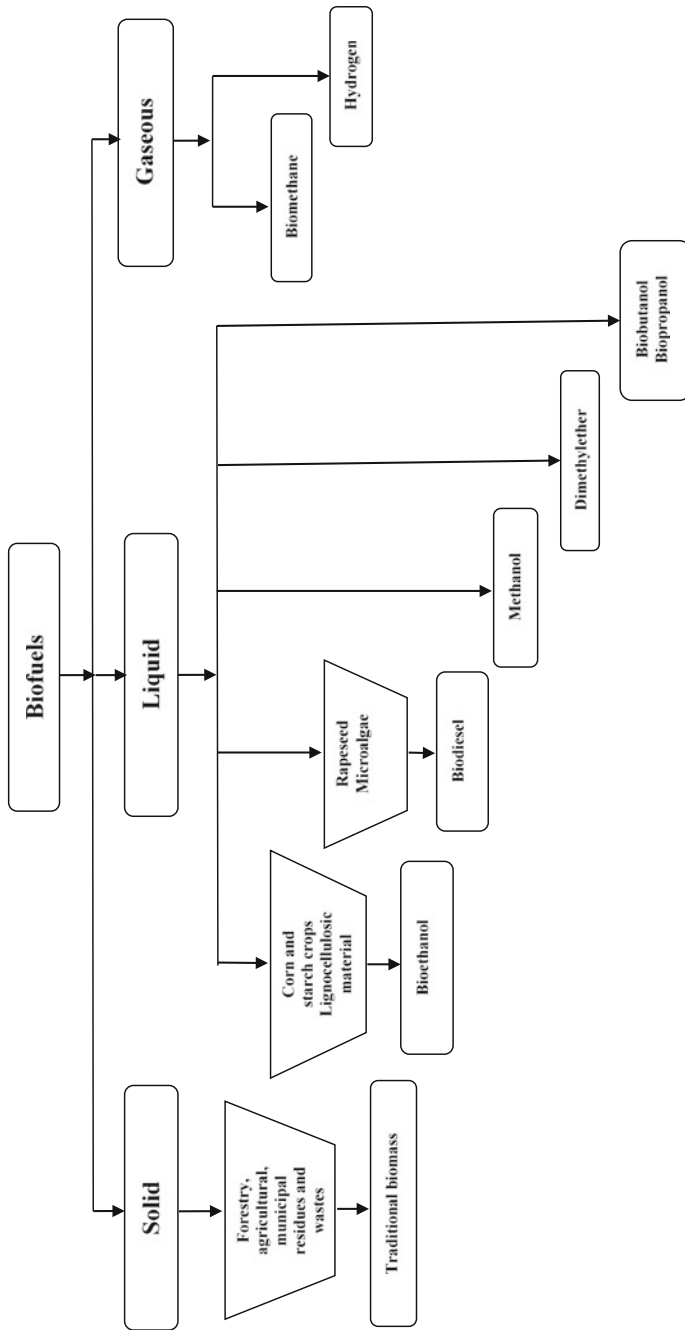 Biofuels
Solid
Liquid
Gaseous
Forestry,
agricultural,
municipal
residues and
wastes
Traditional biomass
Corn and
starch crops
Lignocellulosic
material
Bioethanol
Rapeseed
Microalgae
Biodiesel
Methanol
Dimethylether
Biobutanol
Biopropanol
Biomethane
Hydrogen